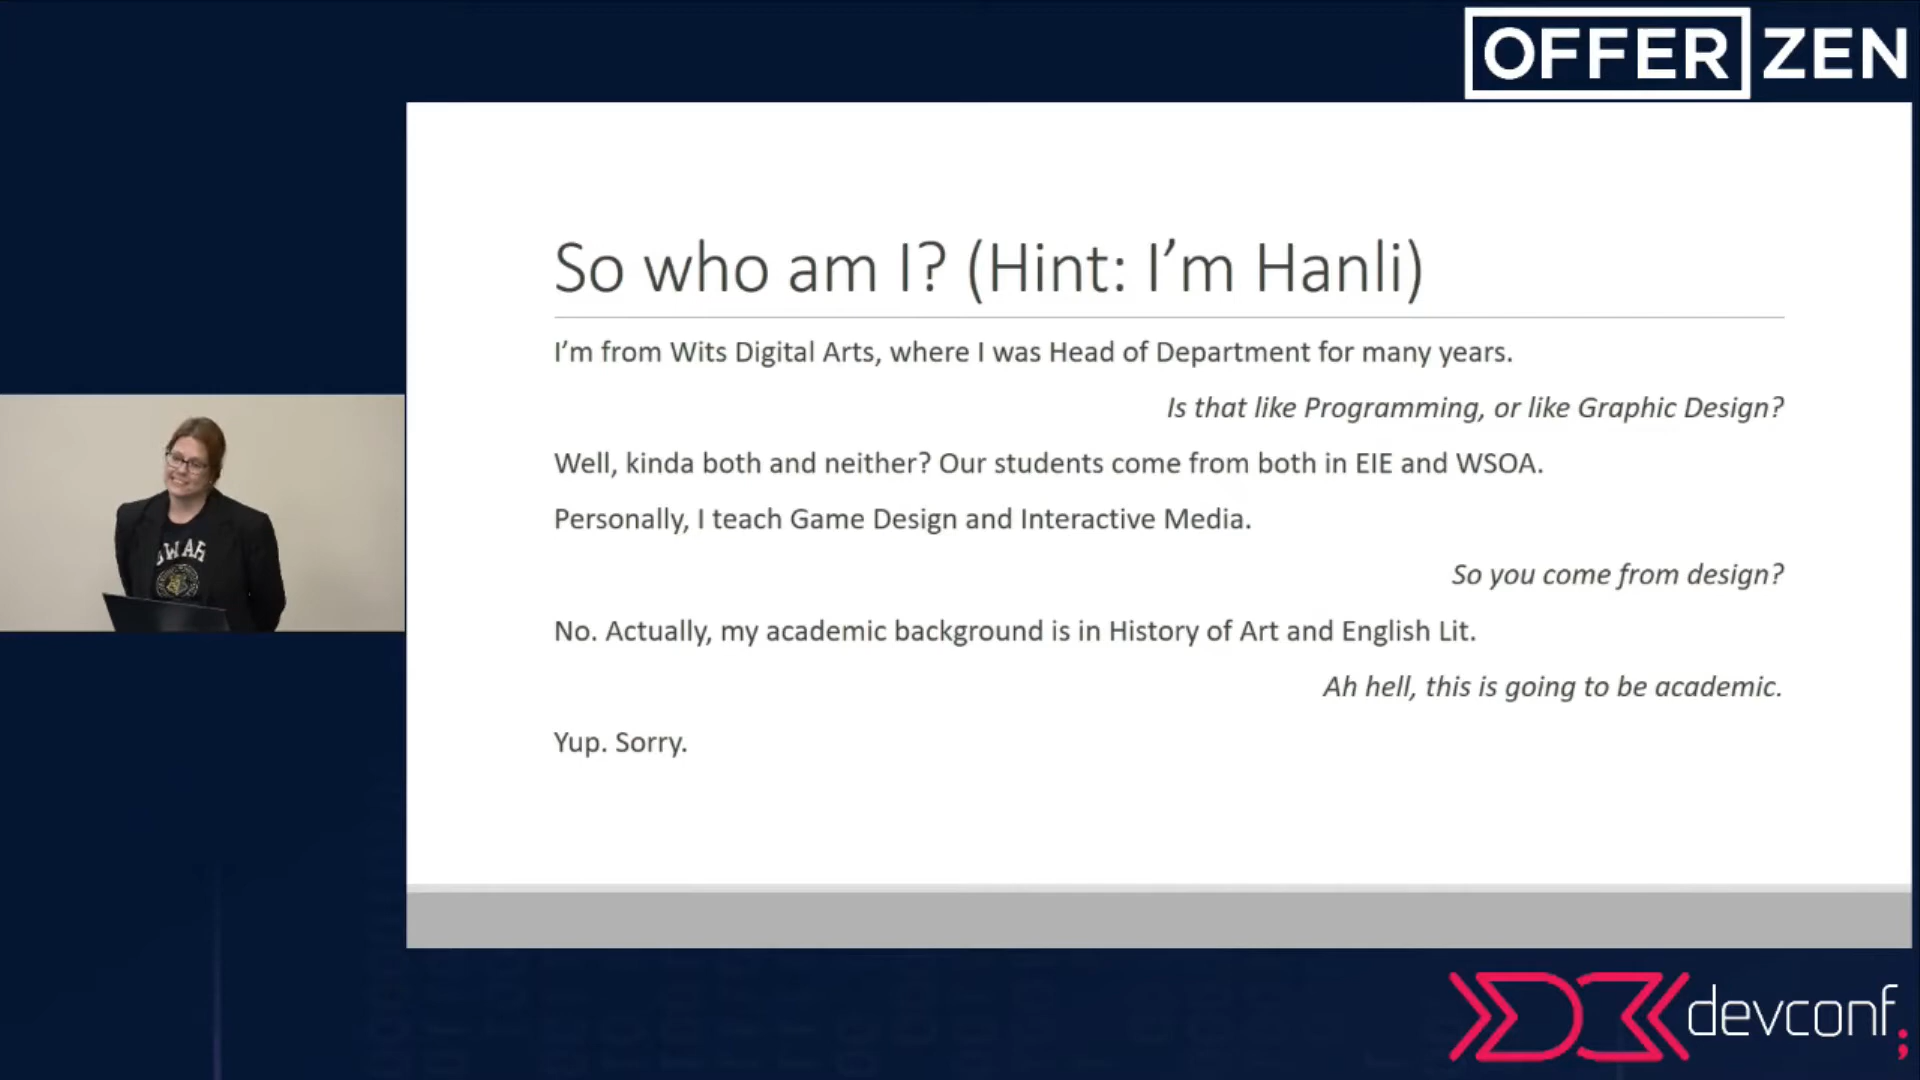 OFFER ZEN
So who am I? (Hint: I’m Hanli)
I’m from Wits Digital Arts, where I was Head of Department for many years.
Is that like Programming, or like Graphic Design?
Well, kinda both and neither? Our students come from both in EIE and WSOA.
Personally, I teach Game Design and Interactive Media.
So you come from design?
No. Actually, my academic background is in History of Art and English Lit.
Ah hell, this is going to be academic.
Yup. Sorry.
devconf;